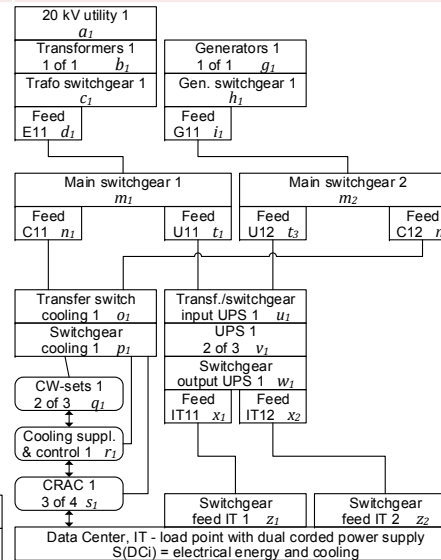 20 kV utility 1
a₁
Transformers 1
1 of 1 b₁
Trafo switchgear 1
c₁
Feed
E11 d₁
Generators 1
1 of 1 g₁
Gen. switchgear 1
h₁
Feed
G11 i₁
Main switchgear 1
m₁
Main switchgear 2
m₂
Feed
C11 n₁
Feed
U11 t₁
Feed
U12 t₃
Feed
C12
Transfer switch
cooling 1 o₁
Switchgear
cooling 1 p₁
Transf./switchgear
input UPS 1 u₁
UPS 1
2 of 3 v₁
Switchgear
output UPS 1 w₁
Feed
IT11 x₁
Feed
IT12 x₂
CW-sets 1
2 of 3 q₁
Cooling suppl.
& control 1 r₁
CRAC 1
3 of 4 s₁
Switchgear
feed IT 1 z₁
Switchgear
feed IT 2 z₂
Data Center, IT - load point with dual corded power supply
S(DCi) = electrical energy and cooling